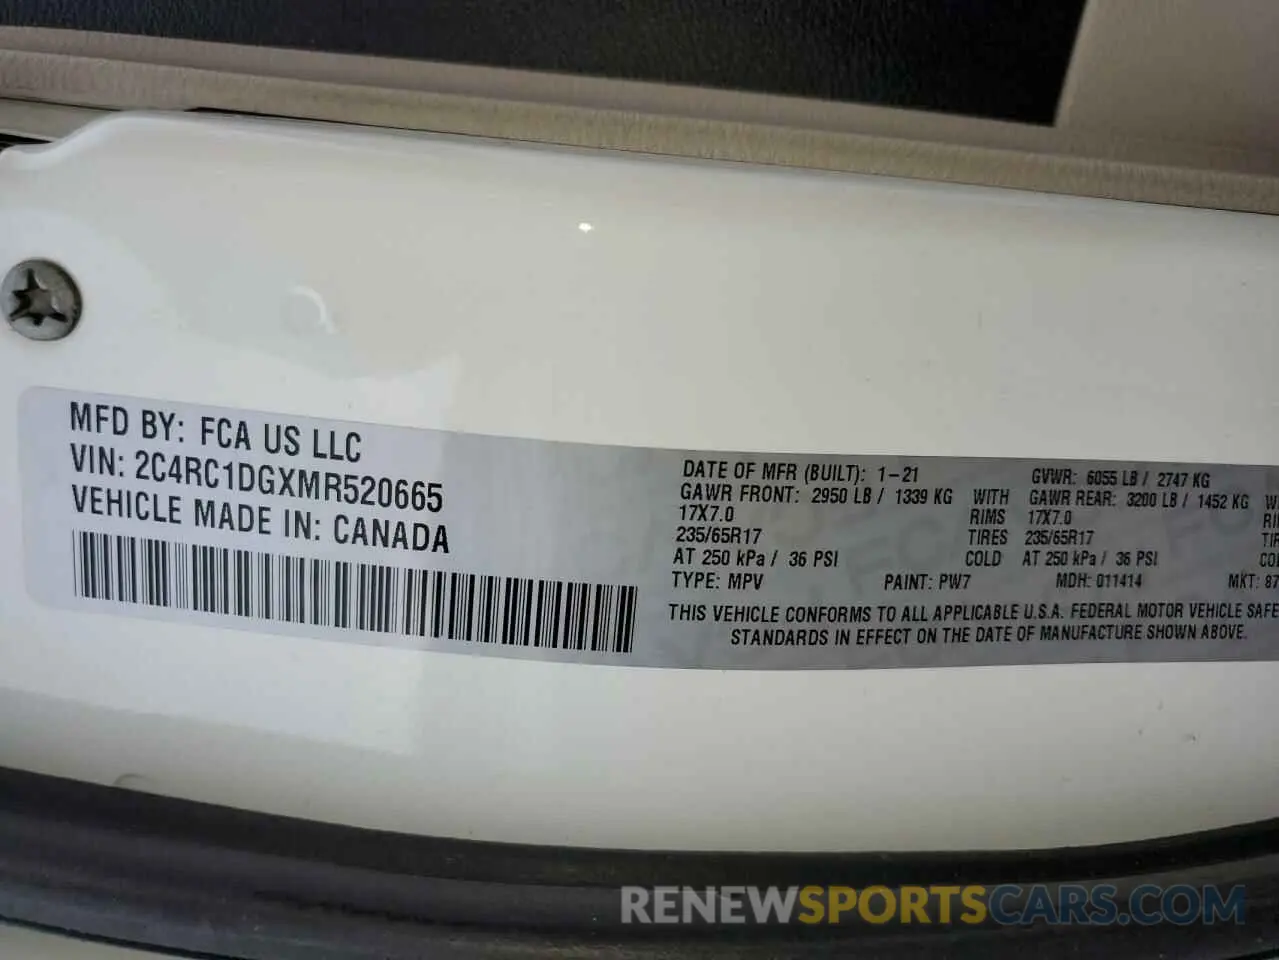 MFD BY: FCA US LLC
VIN: 2C4RC1DGXMR520665
VEHICLE MADE IN: CANADA
DATE OF MFR (BUILT): 1-21 GVWR: 6055 LB / 2747 KG
GAWR FRONT: 2950 LB / 1339 KG WITH GAWR REAR: 3200 LB / 1452 KG
17X7.0 RIMS 17X7.0
235/65R17 TIRES 235/65R17
AT 250 kPa / 36 PSI COLD AT 250 kPa / 36 PSI
TYPE: MPV PAINT: PW7 MDH: 011414 MKT: 87
THIS VEHICLE CONFORMS TO ALL APPLICABLE U.S.A. FEDERAL MOTOR VEHICLE SAFE
STANDARDS IN EFFECT ON THE DATE OF MANUFACTURE SHOWN ABOVE.
RENEWSPORTSCARS.COM